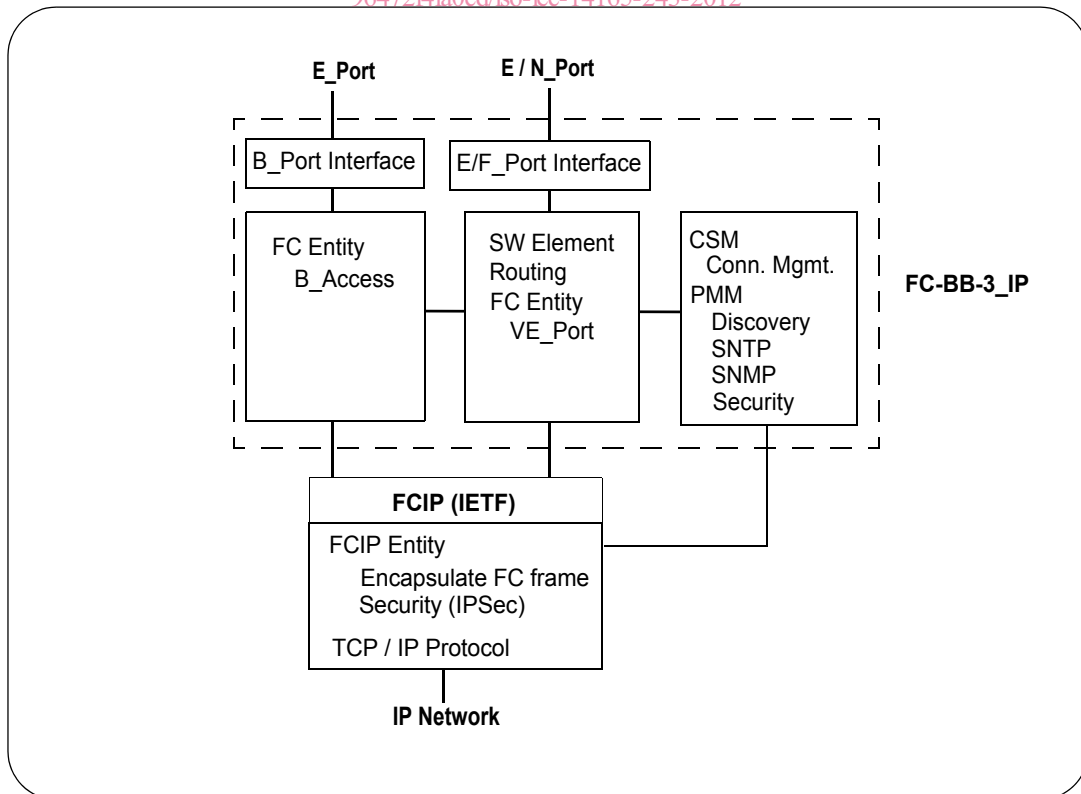 E_Port
E / N_Port
B_Port Interface
E/F_Port Interface
FC Entity
B_Access
SW Element
Routing
FC Entity
VE_Port
CSM
Conn. Mgmt.
PMM
Discovery
SNTP
SNMP
Security
FC-BB-3_IP
FCIP (IETF)
FCIP Entity
Encapsulate FC frame
Security (IPSec)
TCP / IP Protocol
IP Network